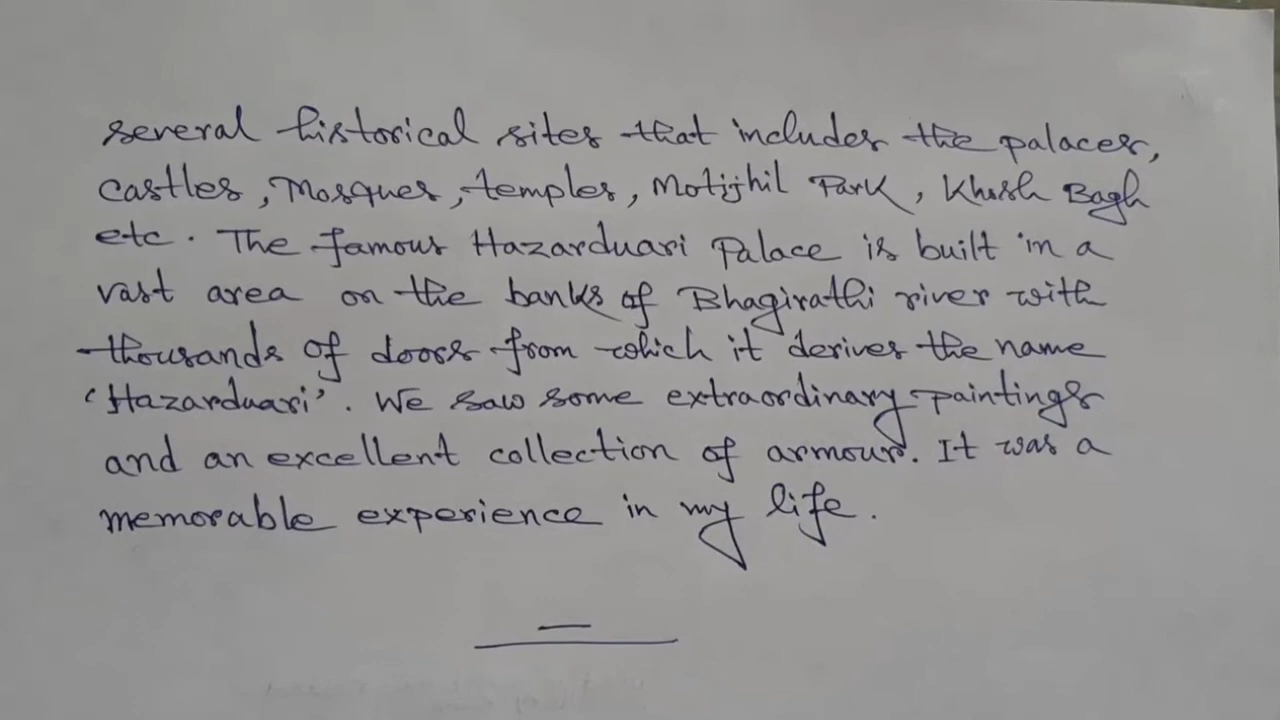 several historical sites that includes the palaces,
castles, Mosques, temples, Motijhil Park, Khush Bagh
etc. The famous Hazarduari Palace is built in a
vast area on the banks of Bhagirathi river with
thousands of doors from which it derives the name
'Hazarduari'. We saw some extraordinary paintings
and an excellent collection of armour. It was a
memorable experience in my life.